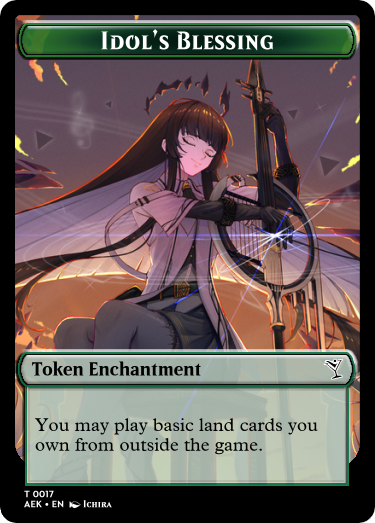 Idol's Blessing
Token Enchantment
You may play basic land cards you
own from outside the game.
T 0017
AEK • EN Ichira